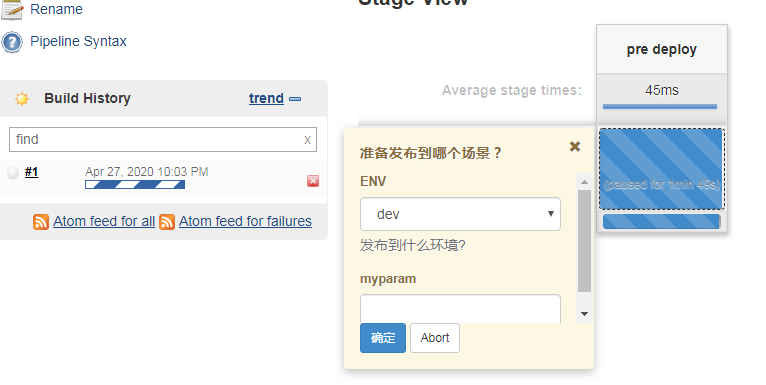 Rename
Pipeline Syntax
Build History
trend
find
x
#1
Apr 27, 2020 10:03 PM
Atom feed for all
Atom feed for failures
Stage View
Average stage times:
pre deploy
45ms
(paused for 1min 49s)
准备发布到哪个场景？
ENV
dev
发布到什么环境?
myparam
确定
Abort